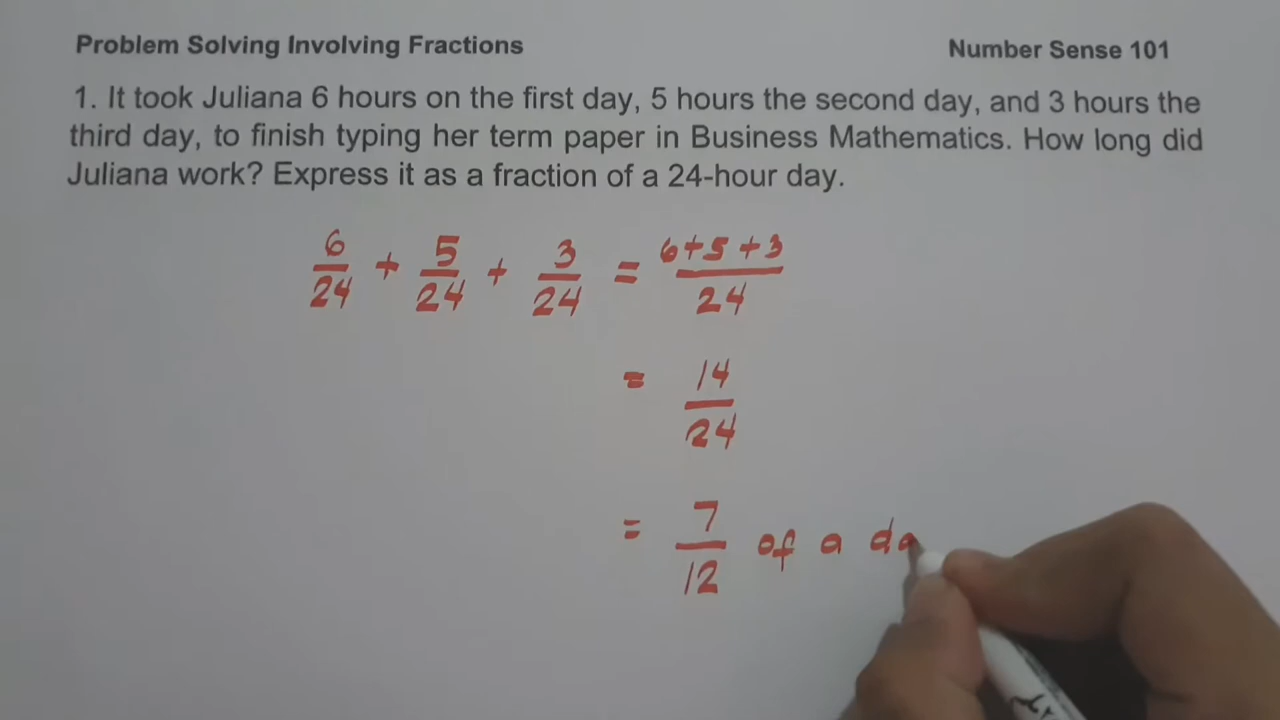 Problem Solving Involving Fractions Number Sense 101
1. It took Juliana 6 hours on the first day, 5 hours the second day, and 3 hours the
third day, to finish typing her term paper in Business Mathematics. How long did
Juliana work? Express it as a fraction of a 24-hour day.
6/24 + 5/24 + 3/24 = 6+5+3/24
= 14/24
= 7/12 of a da